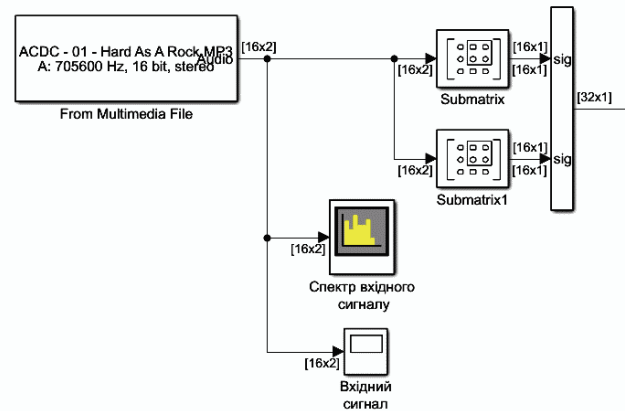 ACDC - 01 - Hard As A Rock.MP3
A: 705600 Hz, 16 bit, stereo
Audio
From Multimedia File
[16x2]
[16x2]
Submatrix
[16x1]
[16x1]
sig
[32x1]
[16x2]
Submatrix1
[16x1]
[16x1]
sig
[16x2]
Спектр вхідного
сигналу
[16x2]
Вхідний
сигнал